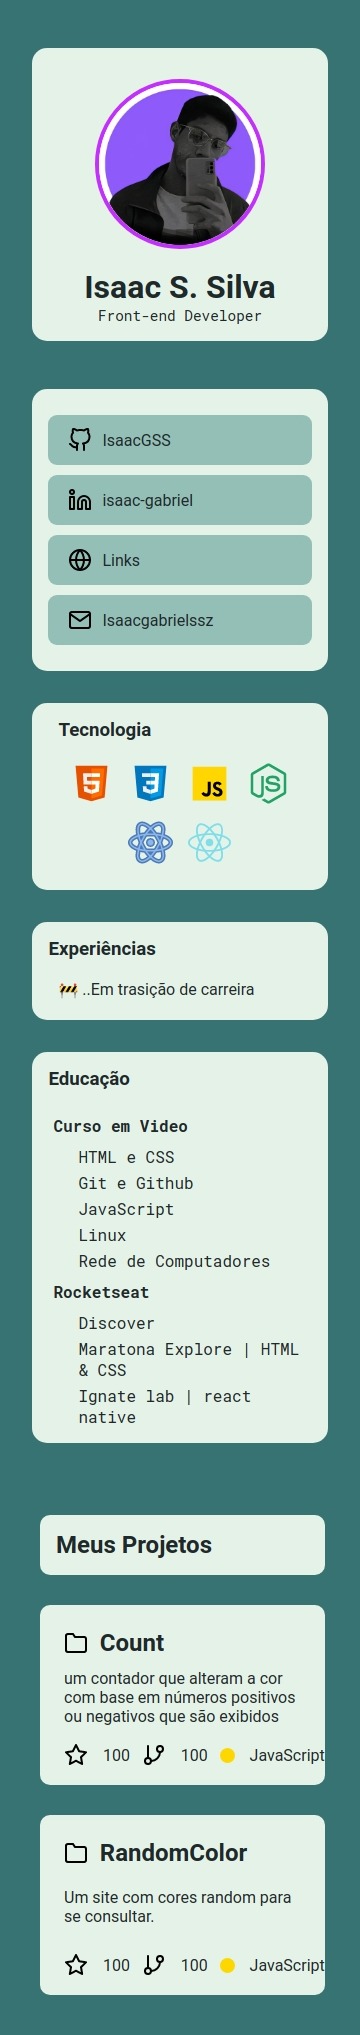 Isaac S. Silva
Front-end Developer
IsaacGSS
isaac-gabriel
Links
Isaacgabrielssz
Tecnologia
5
3
JS
JS
Experiências
🚧 ..Em trasição de carreira
Educação
Curso em Video
HTML e CSS
Git e Github
JavaScript
Linux
Rede de Computadores
Rocketseat
Discover
Maratona Explore | HTML
& CSS
Ignate lab | react
native
Meus Projetos
Count
um contador que alteram a cor
com base em números positivos
ou negativos que são exibidos
100 100 JavaScript
RandomColor
Um site com cores random para
se consultar.
100 100 JavaScript